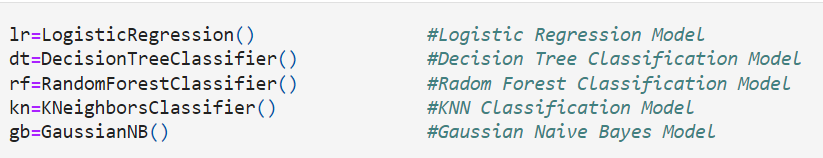 lr=LogisticRegression() #Logistic Regression Model
dt=DecisionTreeClassifier() #Decision Tree Classification Model
rf=RandomForestClassifier() #Radom Forest Classification Model
kn=KNeighborsClassifier() #KNN Classification Model
gb=GaussianNB() #Gaussian Naive Bayes Model